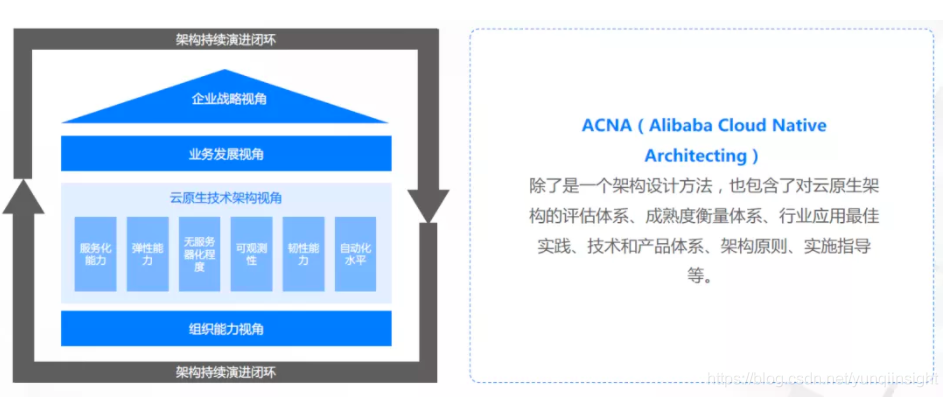 架构持续演进闭环
企业战略视角
业务发展视角
云原生技术架构视角
服务化
能力
弹性能
力
无服务
器化程
度
可观测
性
韧性能
力
自动化
水平
组织能力视角
架构持续演进闭环
ACNA（Alibaba Cloud Native
Architecting）
除了是一个架构设计方法，也包含了对云原生架
构的评估体系、成熟度衡量体系、行业应用最佳
实践、技术和产品体系、架构原则、实施指导
等。
https://blog.csdn.net/yunqiinsight